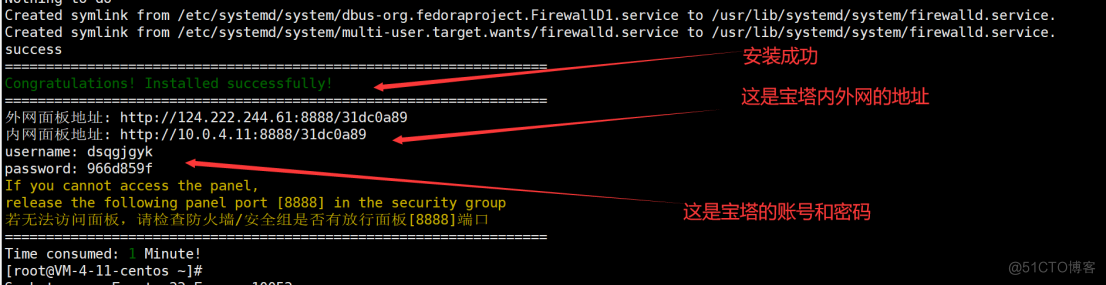 Nothing to do
Created symlink from /etc/systemd/system/dbus-org.fedoraproject.FirewallD1.service to /usr/lib/systemd/system/firewalld.service.
Created symlink from /etc/systemd/system/multi-user.target.wants/firewalld.service to /usr/lib/systemd/system/firewalld.service.
success
安装成功
==================================================================
Congratulations! Installed successfully!
==================================================================
这是宝塔内外网的地址
外网面板地址: http://124.222.244.61:8888/31dc0a89
内网面板地址: http://10.0.4.11:8888/31dc0a89
username: dsqgjgyk
password: 966d859f
If you cannot access the panel,
release the following panel port [8888] in the security group
这是宝塔的账号和密码
若无法访问面板，请检查防火墙/安全组是否有放行面板[8888]端口
==================================================================
Time consumed: 1 Minute!
[root@VM-4-11-centos ~]#
@51CTO博客